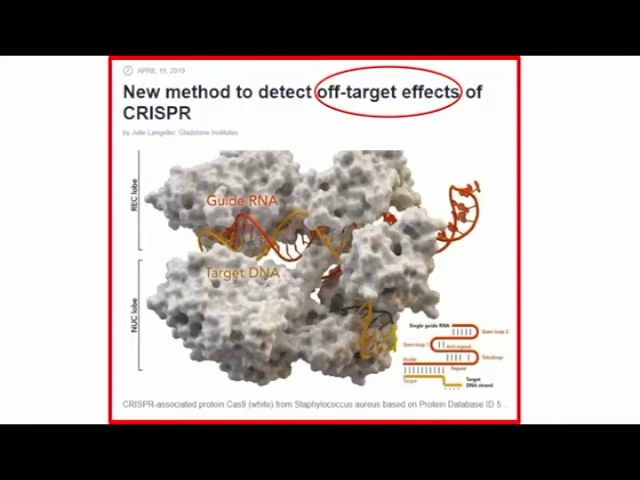 APRIL 19, 2019
New method to detect off-target effects of
CRISPR
by Julie Langelier, Gladstone Institutes
REC lobe
Guide RNA
Target DNA
NUC lobe
Single guide RNA
Stem loop 2
Stem loop 1
Tetraloop
Guide
Repeat
Target
Target
DNA strand
CRISPR-associated protein Cas9 (white) from Staphylococcus aureus based on Protein Database ID 5...